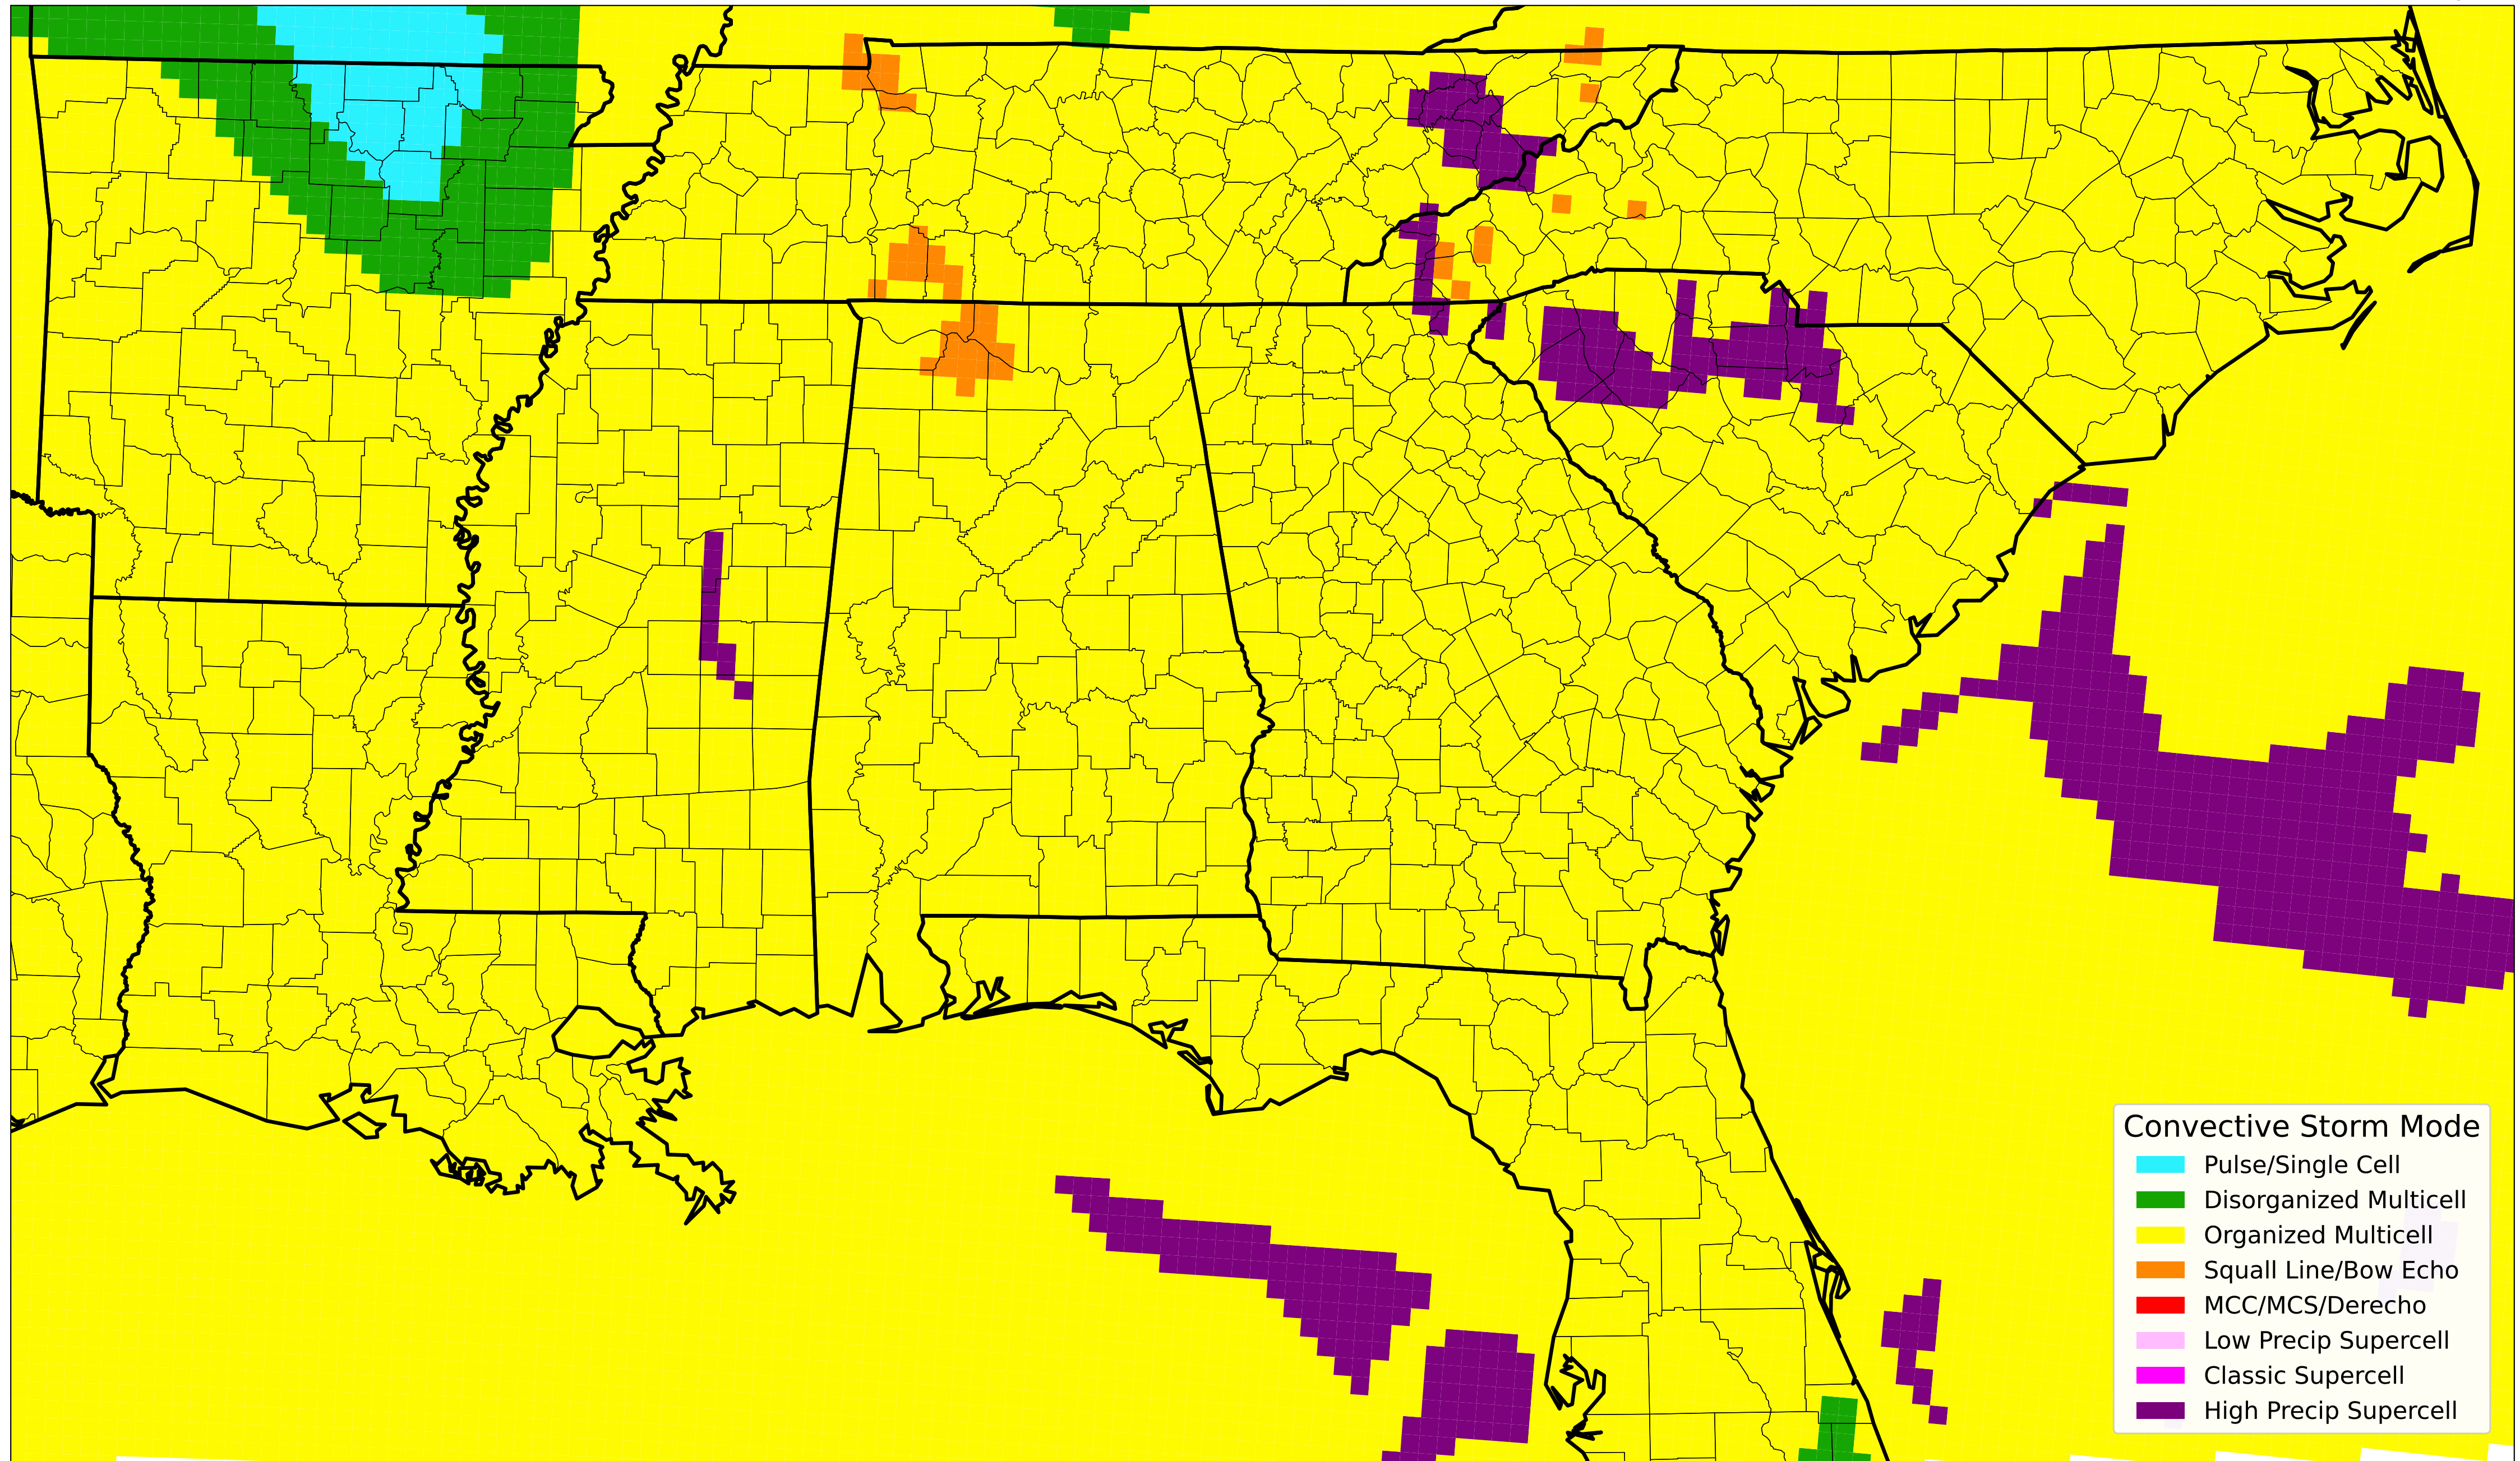 Convective Storm Mode
Pulse/Single Cell
Disorganized Multicell
Organized Multicell
Squall Line/Bow Echo
MCC/MCS/Derecho
Low Precip Supercell
Classic Supercell
High Precip Supercell